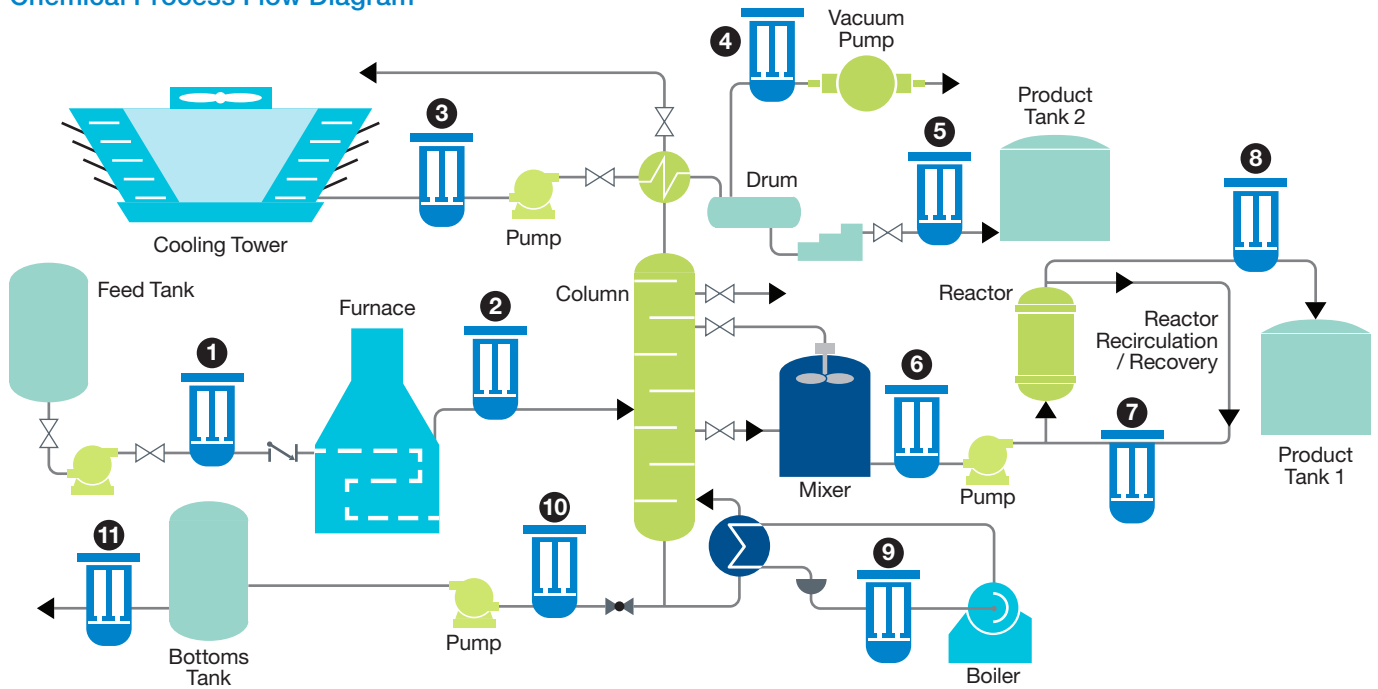 Chemical Process Flow Diagram
4
Vacuum
Pump
3
5
Product
Tank 2
8
Drum
Cooling Tower
Pump
Feed Tank
Furnace
2
Column
Reactor
Reactor
Recirculation
/ Recovery
1
6
7
Product
Tank 1
Mixer
Pump
11
10
9
Pump
Bottoms
Tank
Boiler